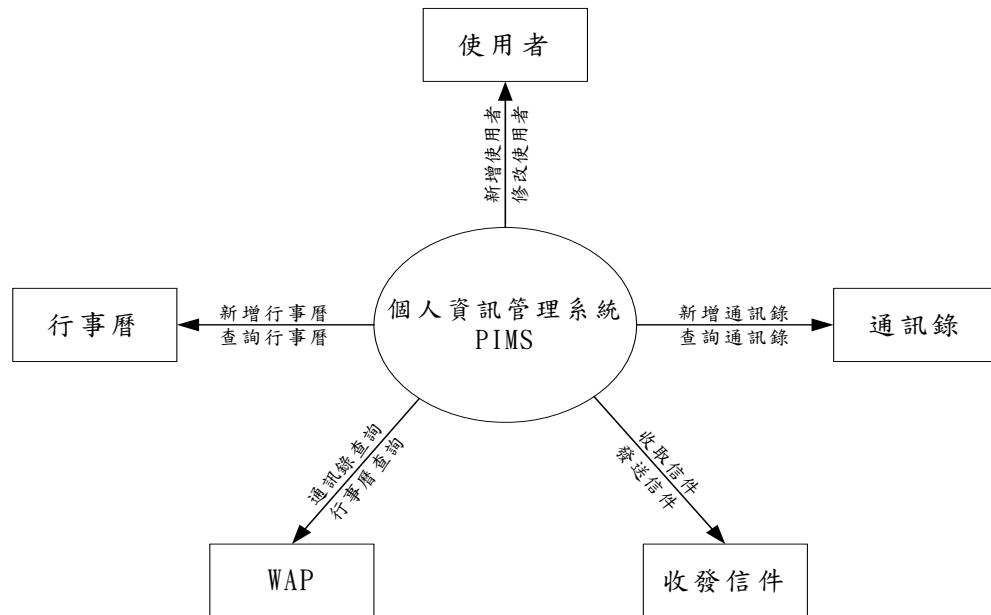 使用者
新增使用者
修改使用者
個人資訊管理系統
PIMS
行事曆
新增行事曆
查詢行事曆
新增通訊錄
查詢通訊錄
通訊錄
通訊錄查詢
行事曆查詢
收取信件
發送信件
WAP
收發信件